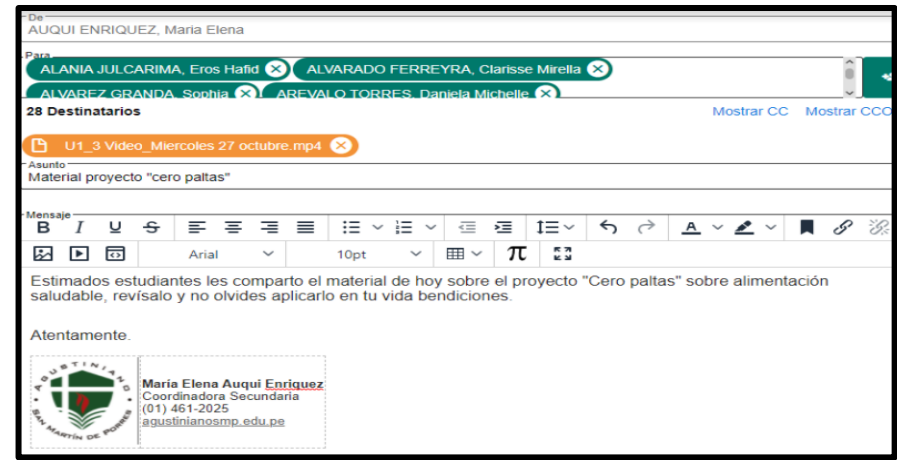 De
AUQUI ENRIQUEZ, Maria Elena
Para
ALANIA JULCARIMA, Eros Hafid ALVARADO FERREYRA, Clarisse Mirella
ALVAREZ GRANDA, Sophia AREVALO TORRES, Daniela Michelle
28 Destinatarios Mostrar CC Mostrar CCO
U1_3 Video_Miercoles 27 octubre.mp4
Asunto
Material proyecto "cero paltas"
Mensaje
B I U S
Arial 10pt π
Estimados estudiantes les comparto el material de hoy sobre el proyecto "Cero paltas" sobre alimentación
saludable, revísalo y no olvides aplicarlo en tu vida bendiciones.
Atentamente.
AGUSTINIANO
SAN MARTÍN DE PORRES
María Elena Auqui Enriquez
Coordinadora Secundaria
(01) 461-2025
agustinianosmp.edu.pe